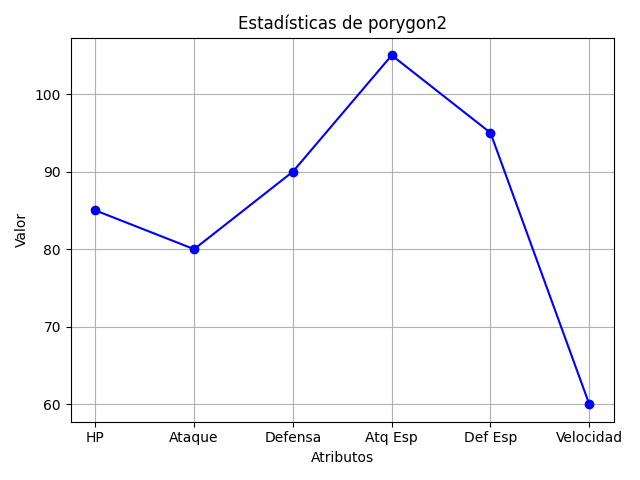 Estadísticas de porygon2
Valor
100
90
80
70
60
HP Ataque Defensa Atq Esp Def Esp Velocidad
Atributos